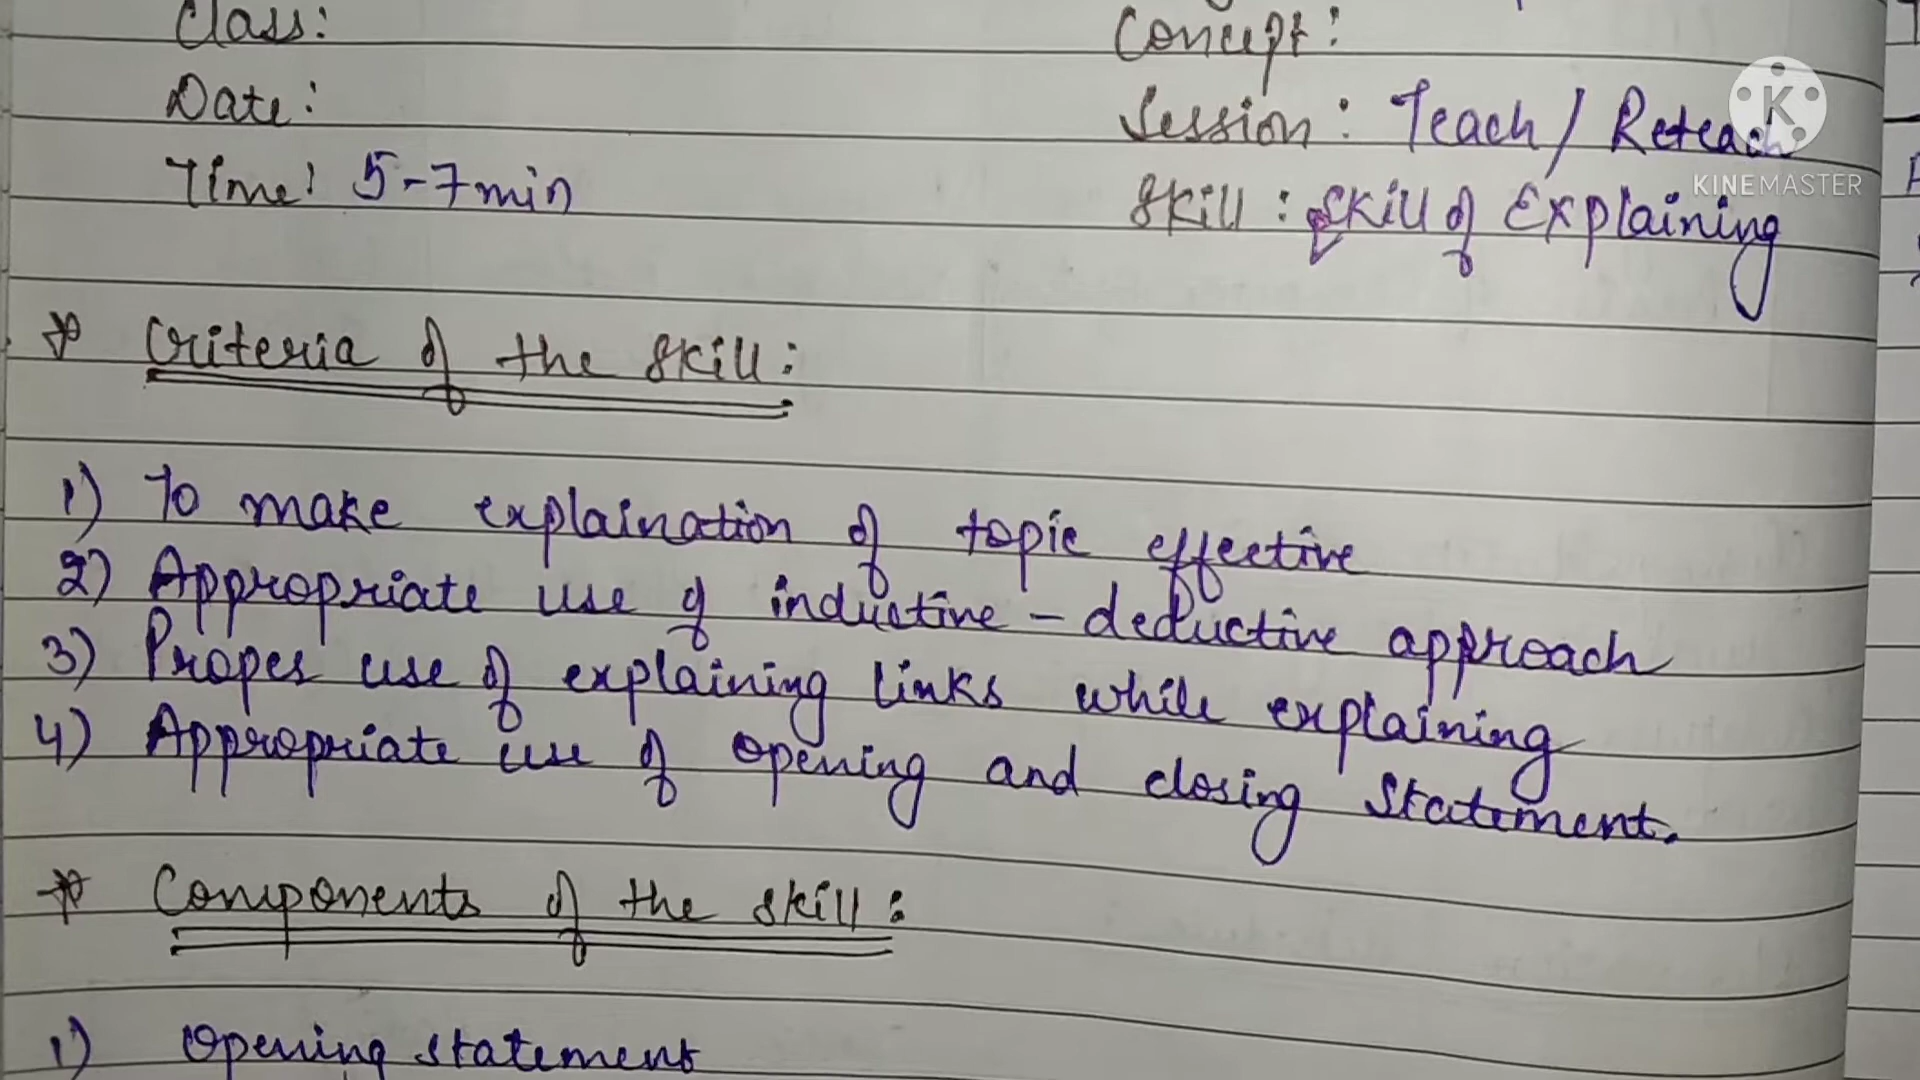 Class:
Concept:
Date:
Session: Teach / Reteach
Time: 5-7min
Skill: Skill of Explaining
KINEMASTER
Criteria of the skill:
1) To make explaination of topic effective
2) Appropriate use of inductive - deductive approach
3) Proper use of explaining links while explaining
4) Appropriate use of opening and closing statement.
Components of the skill:
1) Opening statement